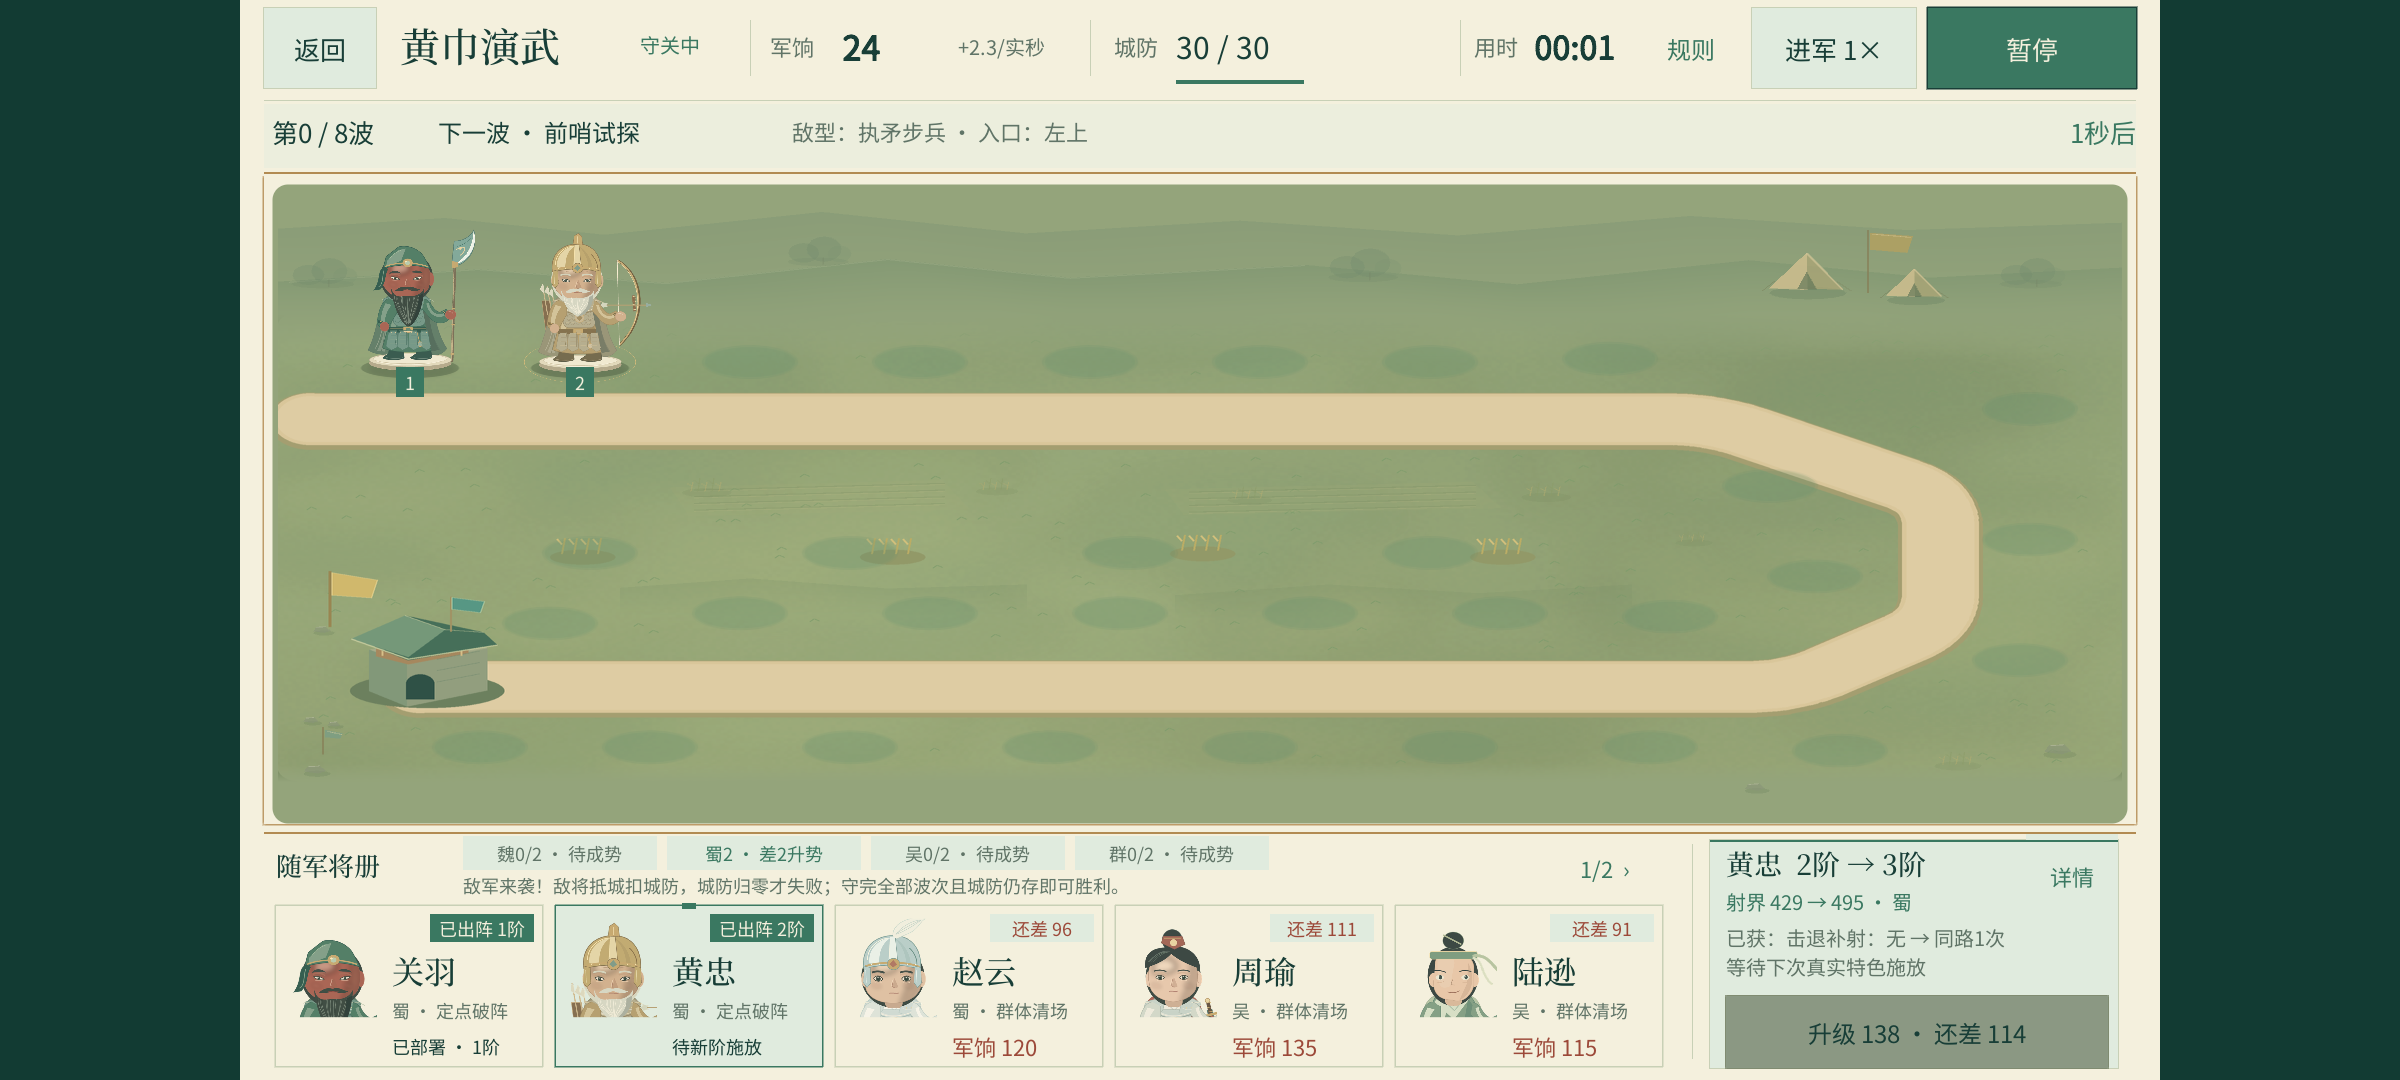 返回
黄巾演武
守关中
军饷 24
+2.3/实秒
城防 30 / 30
用时 00:01
规则
进军 1×
暂停
第0 / 8波
下一波 · 前哨试探
敌型：执矛步兵 · 入口：左上
1秒后
1
2
随军将册
魏0/2 · 待成势
蜀2 · 差2升势
吴0/2 · 待成势
群0/2 · 待成势
敌军来袭！敌将抵城扣城防，城防归零才失败；守完全部波次且城防仍存即可胜利。
1/2 ›
已出阵 1阶
关羽
蜀 · 定点破阵
已部署 · 1阶
已出阵 2阶
黄忠
蜀 · 定点破阵
待新阶施放
还差 96
赵云
蜀 · 群体清场
军饷 120
还差 111
周瑜
吴 · 群体清场
军饷 135
还差 91
陆逊
吴 · 群体清场
军饷 115
黄忠 2阶 → 3阶
详情
射界 429 → 495 · 蜀
已获：击退补射：无 → 同路1次
等待下次真实特色施放
升级 138 · 还差 114